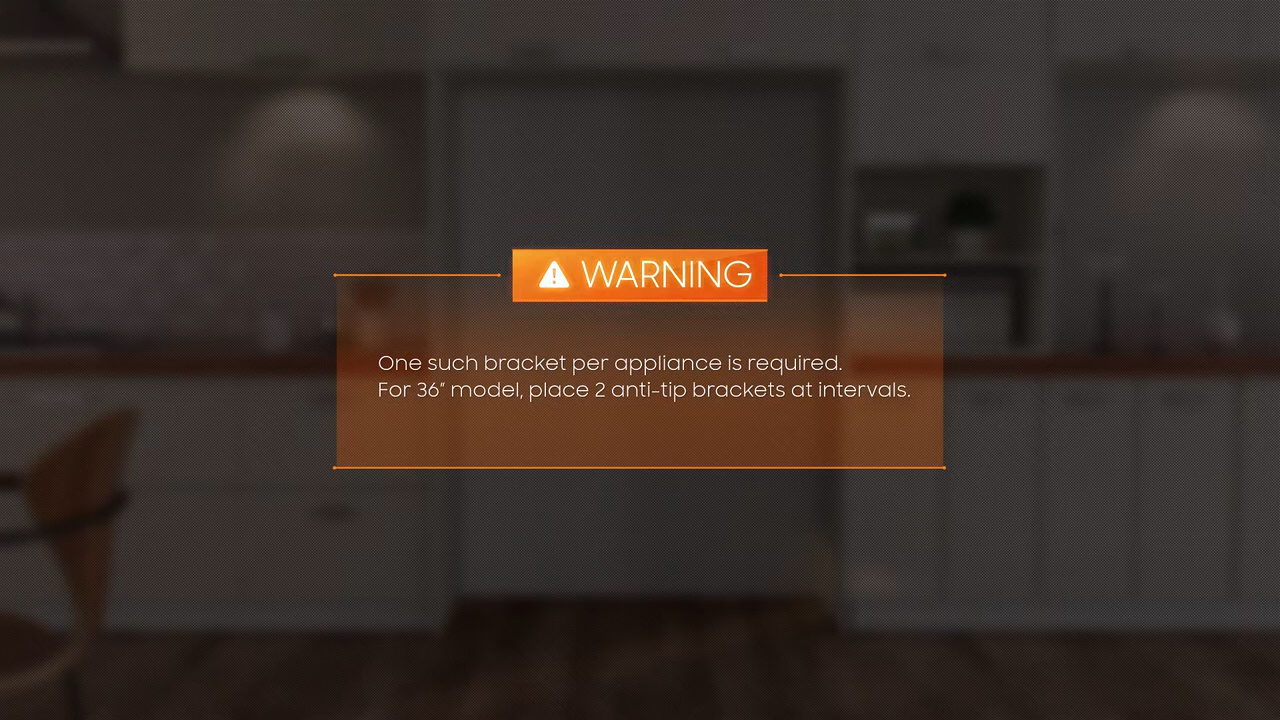 WARNING
One such bracket per appliance is required.
For 36” model, place 2 anti-tip brackets at intervals.